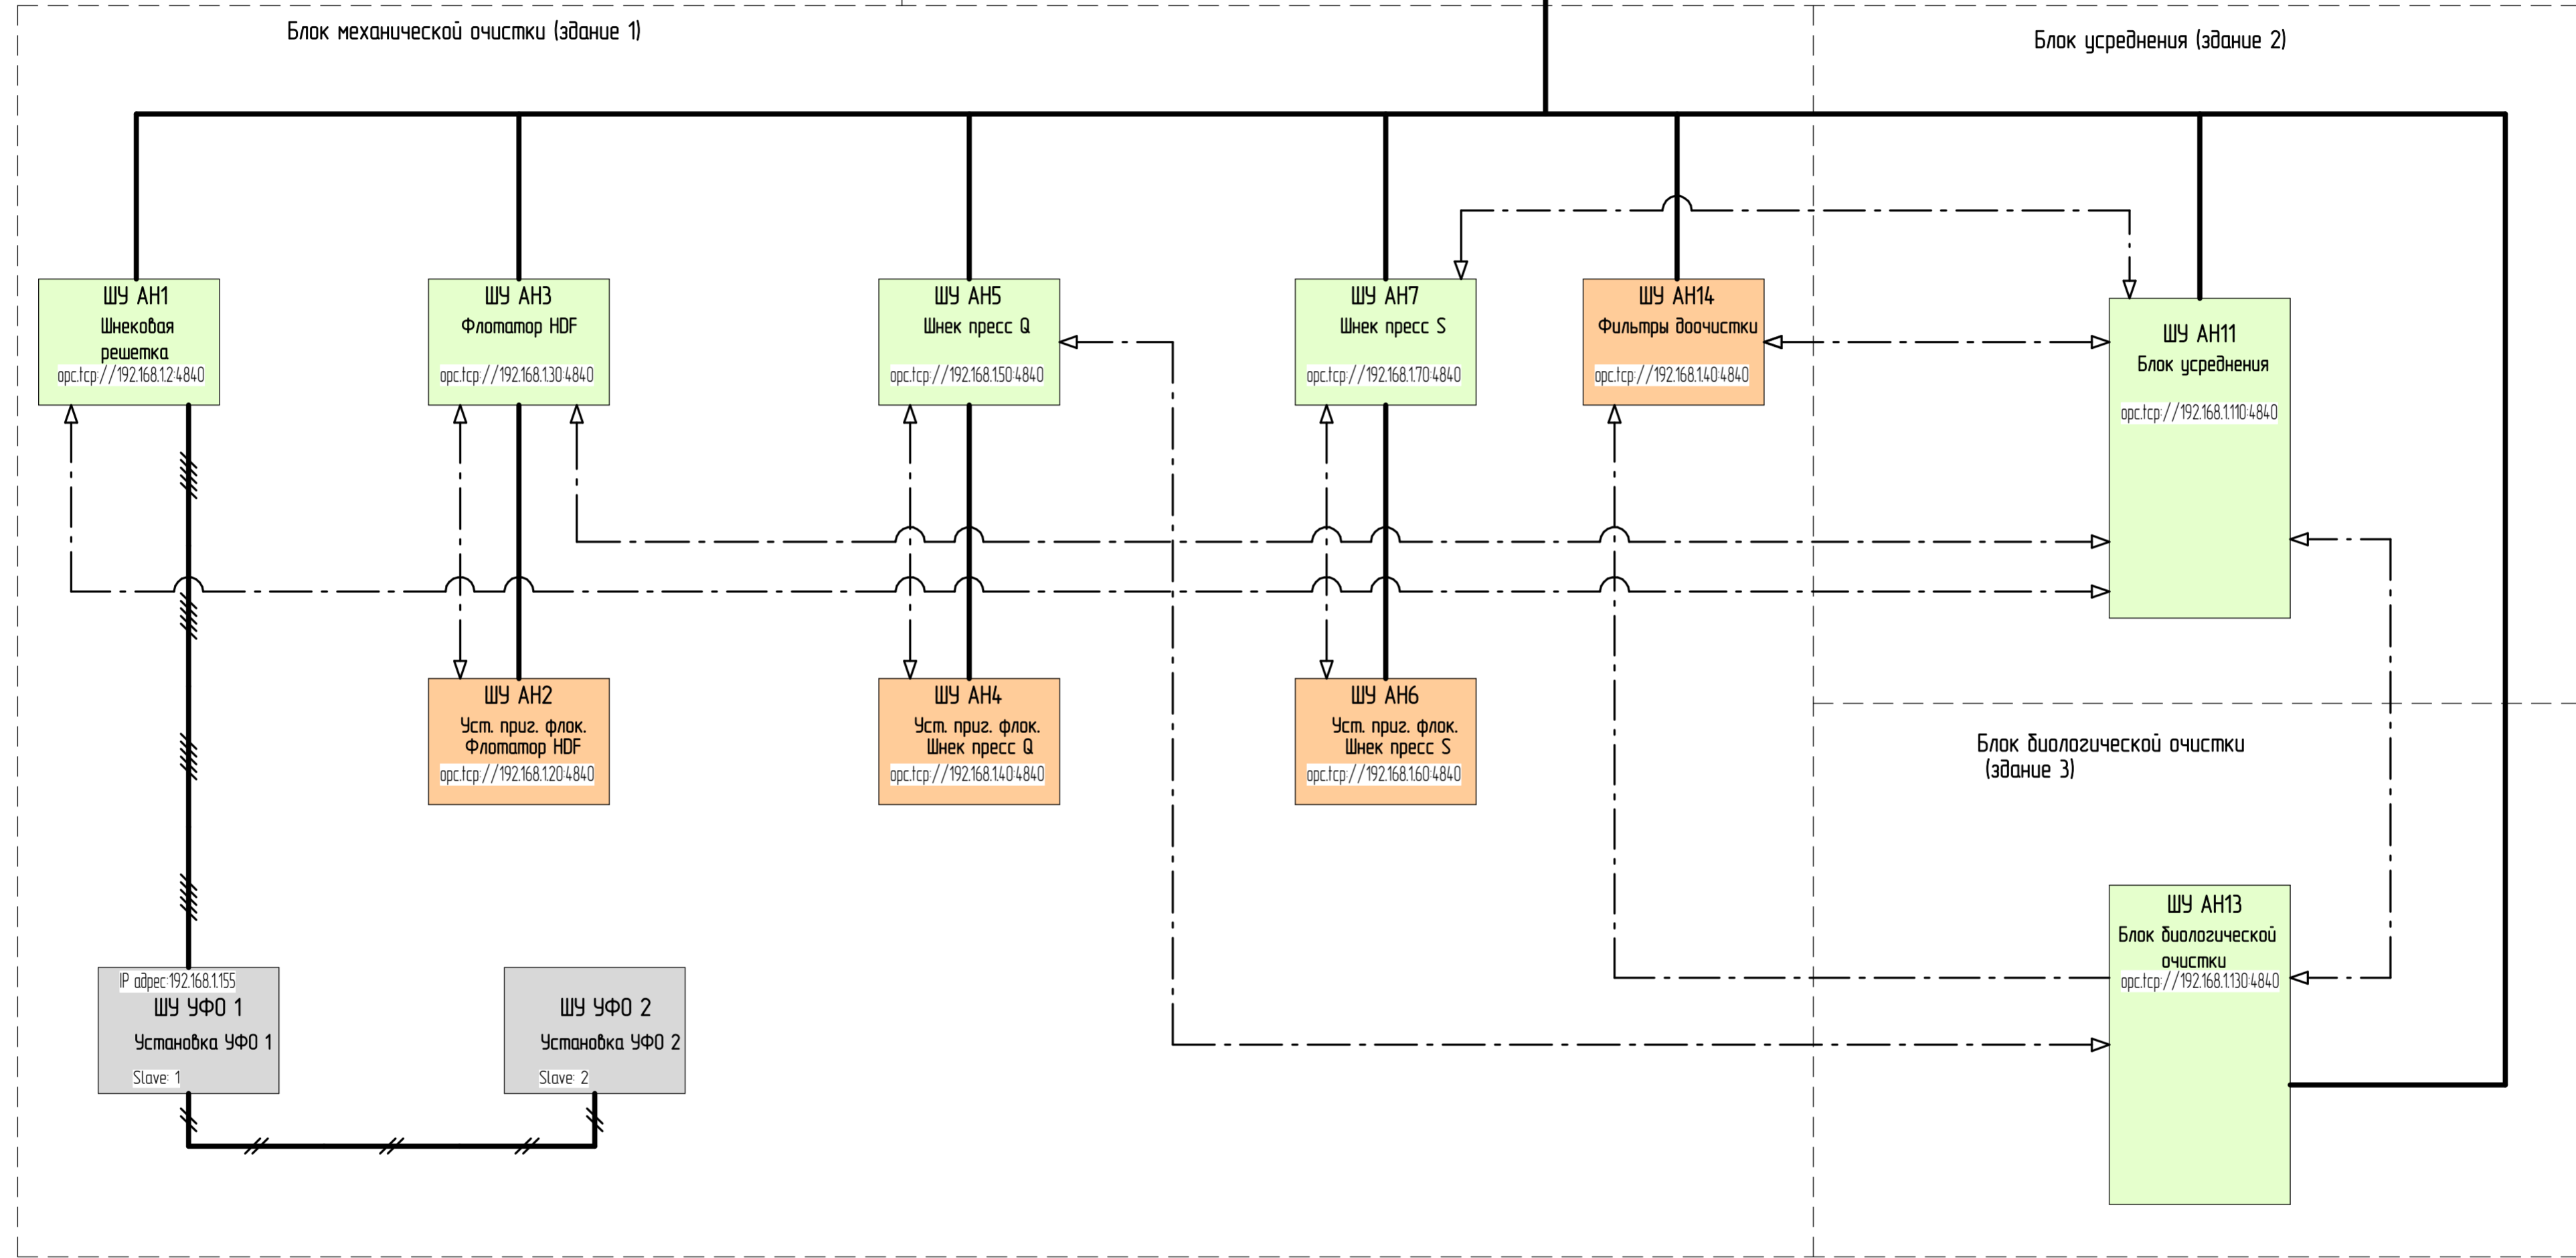 Блок механической очистки (здание 1)
Блок усреднения (здание 2)
ШУ АН1
Шнековая
решетка
opc.tcp://192.168.1.2:4840
ШУ АН3
Флотатор HDF
opc.tcp://192.168.1.30:4840
ШУ АН5
Шнек пресс Q
opc.tcp://192.168.1.50:4840
ШУ АН7
Шнек пресс S
opc.tcp://192.168.1.70:4840
ШУ АН14
Фильтры доочистки
opc.tcp://192.168.1.40:4840
ШУ АН11
Блок усреднения
opc.tcp://192.168.1.110:4840
ШУ АН2
Уст. приг. флок.
Флотатор HDF
opc.tcp://192.168.1.20:4840
ШУ АН4
Уст. приг. флок.
Шнек пресс Q
opc.tcp://192.168.1.40:4840
ШУ АН6
Уст. приг. флок.
Шнек пресс S
opc.tcp://192.168.1.60:4840
Блок биологической очистки
(здание 3)
ШУ АН13
Блок биологической
очистки
opc.tcp://192.168.1.130:4840
IP адрес:192.168.1.155
ШУ УФО 1
Установка УФО 1
Slave: 1
ШУ УФО 2
Установка УФО 2
Slave: 2